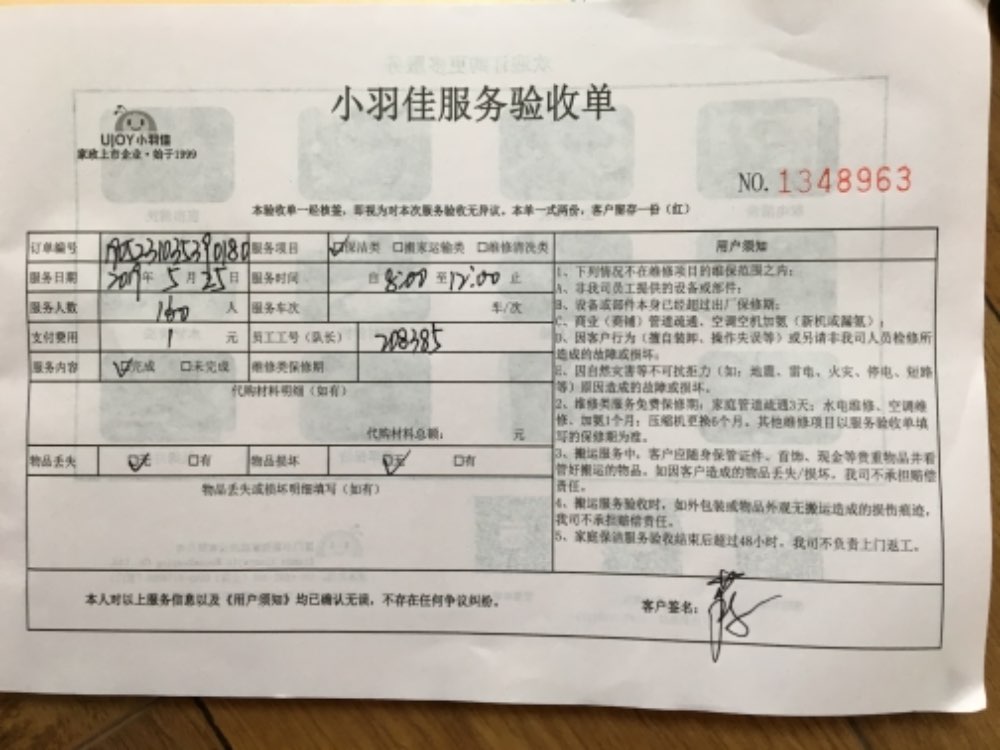 小羽佳服务验收单
UJOY小羽佳
家政上市企业·始于1999
NO. 1348963
本验收单一经核签，即视为对本次服务验收无异议。本单一式两份，客户留存一份（红）
订单编号 服务项目 ☑保洁类 □搬家运输类 □维修清洗类
服务日期 2019年 5 月 25 日 服务时间 自 8:00 至 12:00 止
服务人数 160 人 服务车次 车/次
支付费用 1 元 员工工号（队长） 208385
服务内容 ☑完成 □未完成 维修类保修期
代购材料明细（如有）
代购材料总额： 元
物品丢失 ☑无 □有 物品损坏 ☑无 □有
物品丢失或损坏明细填写（如有）
用户须知
1、下列情况不在维修项目的维保范围之内：
A、非我司员工提供的设备或部件；
B、设备或部件本身已经超过出厂保修期；
C、商业（商铺）管道疏通，空调空机加氨（新机或漏氨）；
D、因客户行为（擅自装卸、操作失误等）或另请非我司人员检修所
造成的故障或损坏。
E、因自然灾害等不可抗拒力（如：地震、雷电、火灾、停电、短路
等）原因造成的故障或损坏。
2、维修类服务免费保修期：家庭管道疏通3天；水电维修、空调维
修、加氨1个月；压缩机更换6个月。其他维修项目以服务验收单填
写的保修期为准。
3、搬运服务中，客户应随身保管证件、首饰、现金等贵重物品并看
管好搬运的物品。如因客户造成的物品丢失/损坏，我司不承担赔偿
责任。
4、搬运服务验收时，如外包装或物品外观无搬运造成的损伤痕迹，
我司不承担赔偿责任。
5、家庭保洁服务验收结束后超过48小时，我司不负责上门返工。
本人对以上服务信息以及《用户须知》均已确认无误，不存在任何争议纠纷。
客户签名：